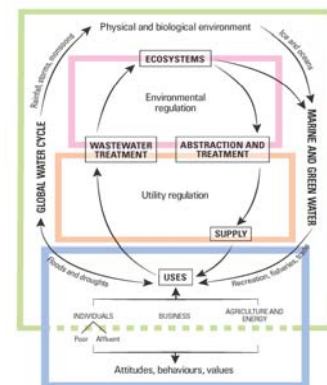 Physical and biological environment
Rainfall, storms, monsoons
Ice and oceans
ECOSYSTEMS
Environmental
regulation
GLOBAL WATER CYCLE
WASTEWATER
TREATMENT
ABSTRACTION AND
TREATMENT
MARINE AND GREEN WATER
Utility regulation
SUPPLY
Floods and droughts
USES
Recreation, fisheries, trade
INDIVIDUALS
BUSINESS
AGRICULTURE AND
ENERGY
Poor
Affluent
Attitudes, behaviours, values